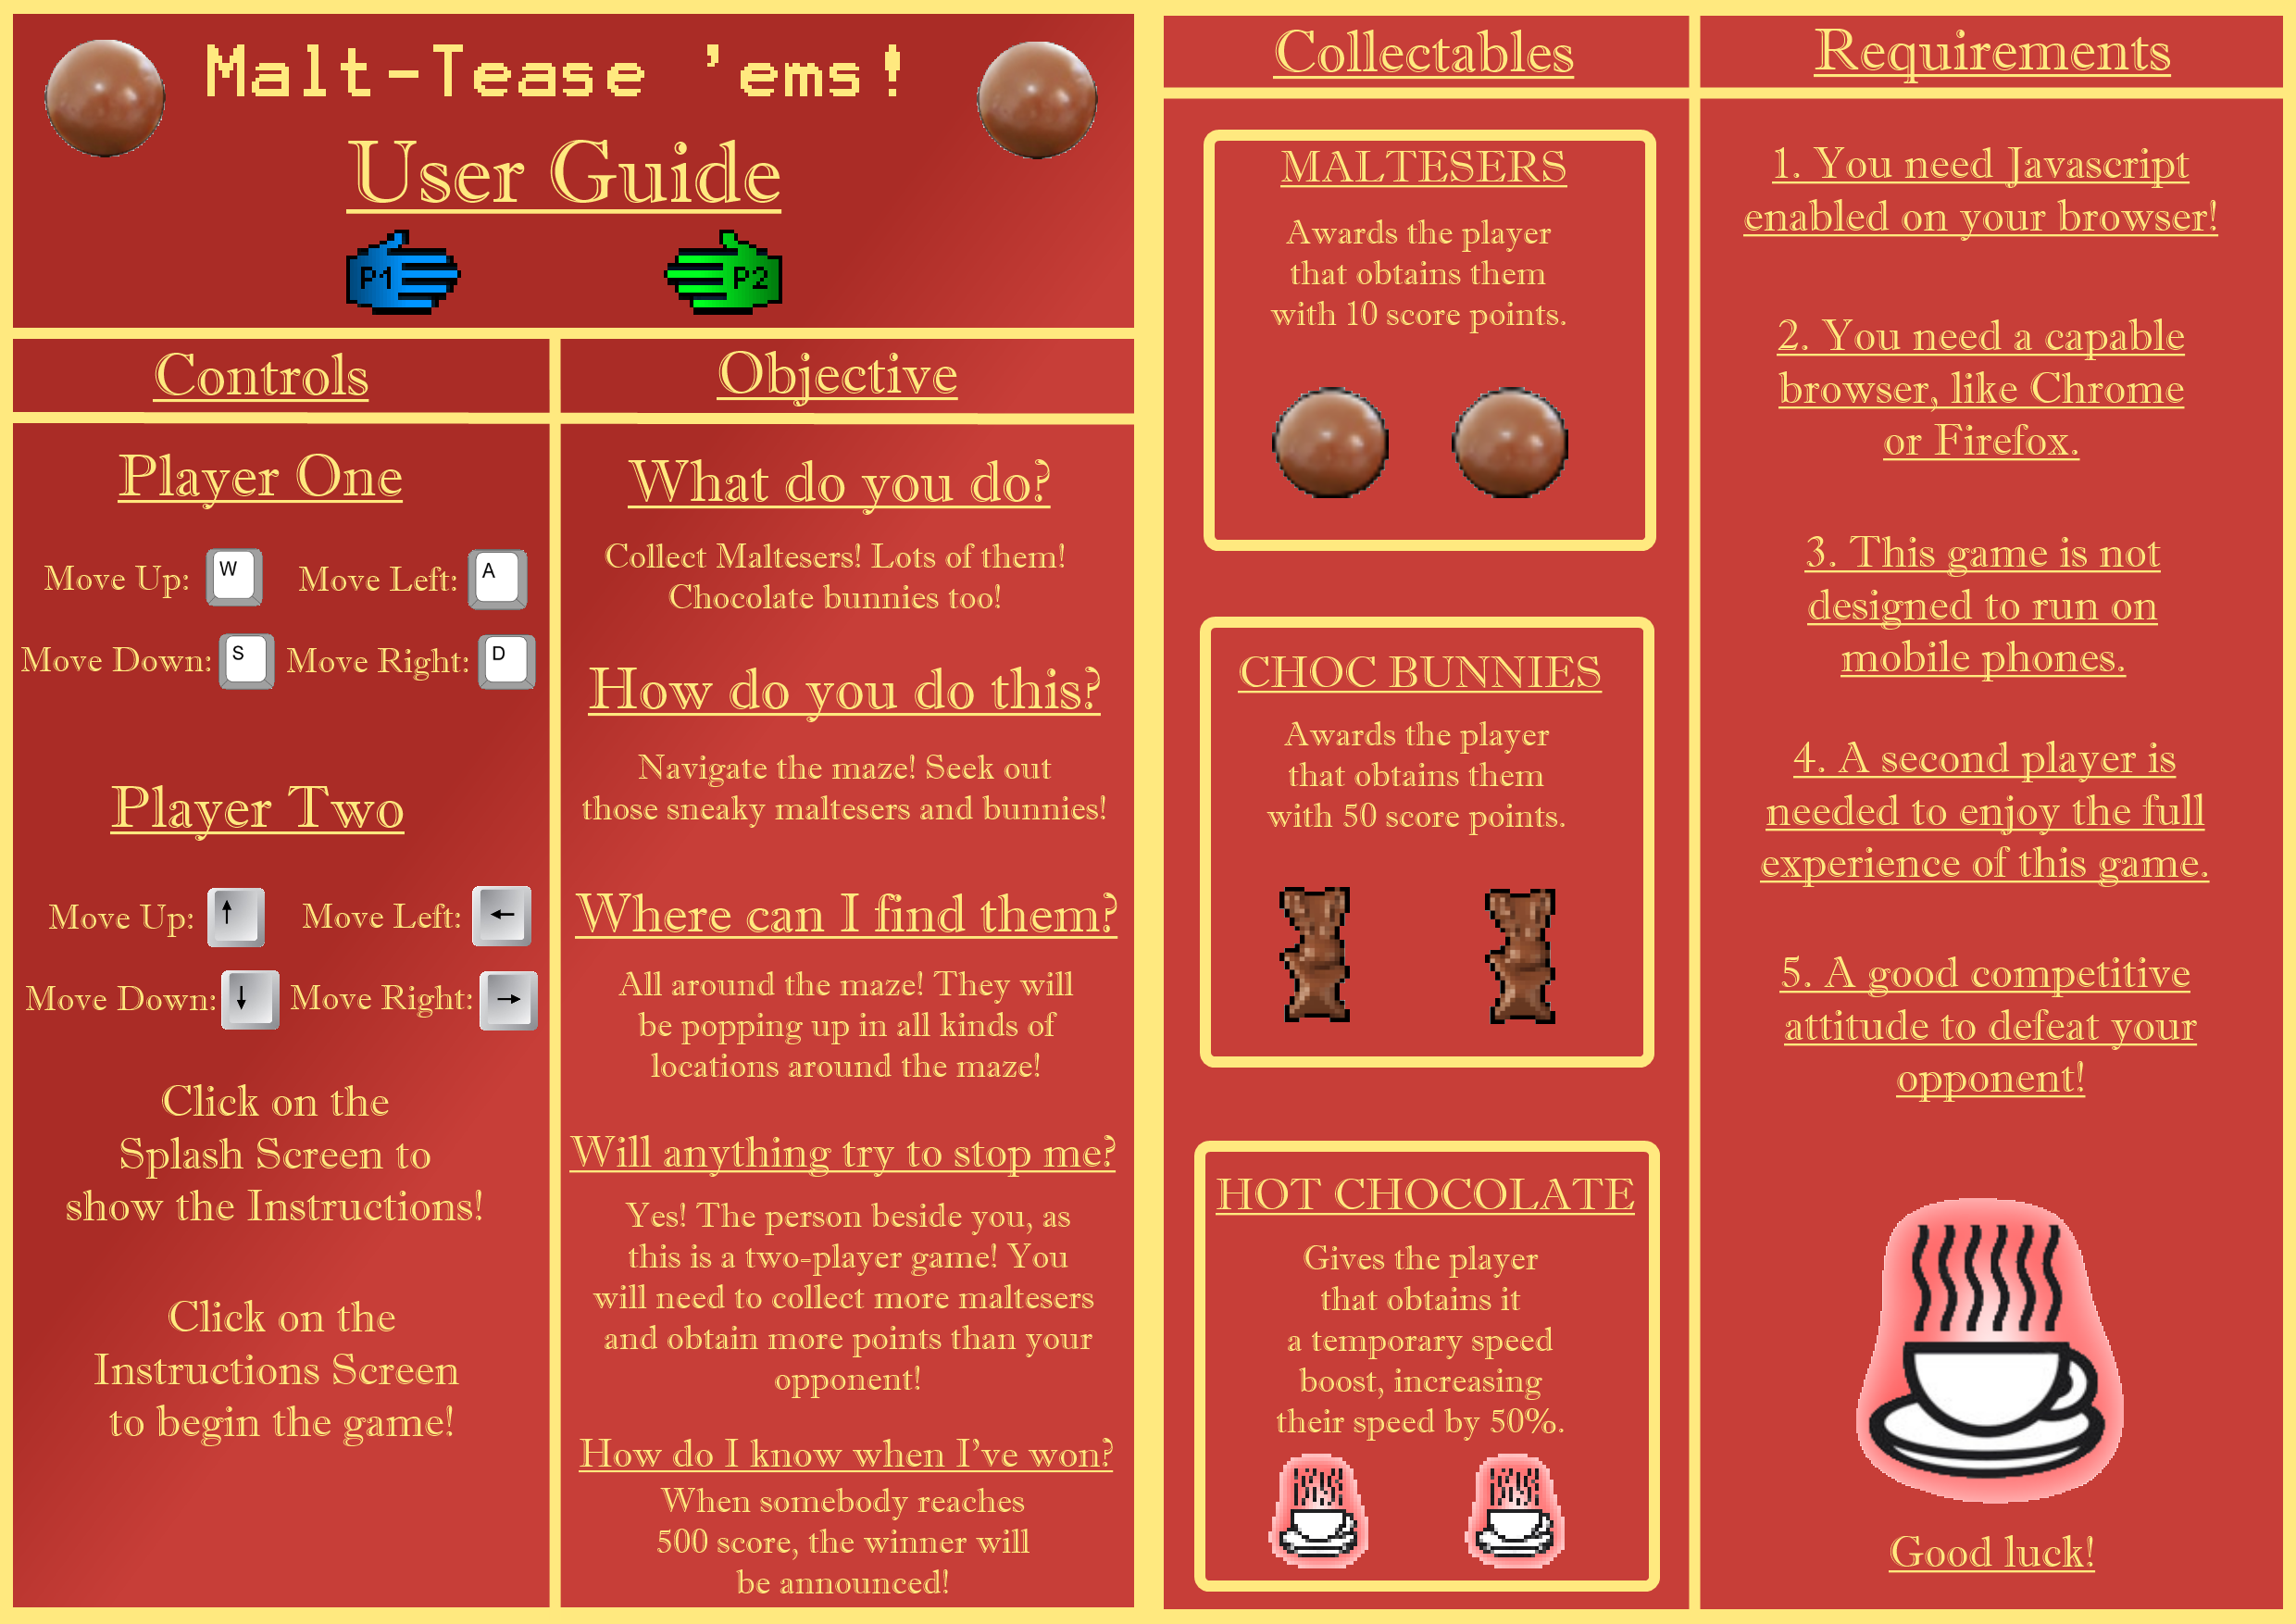 Malt-Tease 'ems!
User Guide
P1
P2
Controls
Player One
Move Up: W
Move Left: A
Move Down: S
Move Right: D
Player Two
Move Up: ↑
Move Left: ←
Move Down: ↓
Move Right: →
Click on the
Splash Screen to
show the Instructions!
Click on the
Instructions Screen
to begin the game!
Objective
What do you do?
Collect Maltesers! Lots of them!
Chocolate bunnies too!
How do you do this?
Navigate the maze! Seek out
those sneaky maltesers and bunnies!
Where can I find them?
All around the maze! They will
be popping up in all kinds of
locations around the maze!
Will anything try to stop me?
Yes! The person beside you, as
this is a two-player game! You
will need to collect more maltesers
and obtain more points than your
opponent!
How do I know when I've won?
When somebody reaches
500 score, the winner will
be announced!
Collectables
MALTESERS
Awards the player
that obtains them
with 10 score points.
CHOC BUNNIES
Awards the player
that obtains them
with 50 score points.
HOT CHOCOLATE
Gives the player
that obtains it
a temporary speed
boost, increasing
their speed by 50%.
Requirements
1. You need Javascript
enabled on your browser!
2. You need a capable
browser, like Chrome
or Firefox.
3. This game is not
designed to run on
mobile phones.
4. A second player is
needed to enjoy the full
experience of this game.
5. A good competitive
attitude to defeat your
opponent!
Good luck!